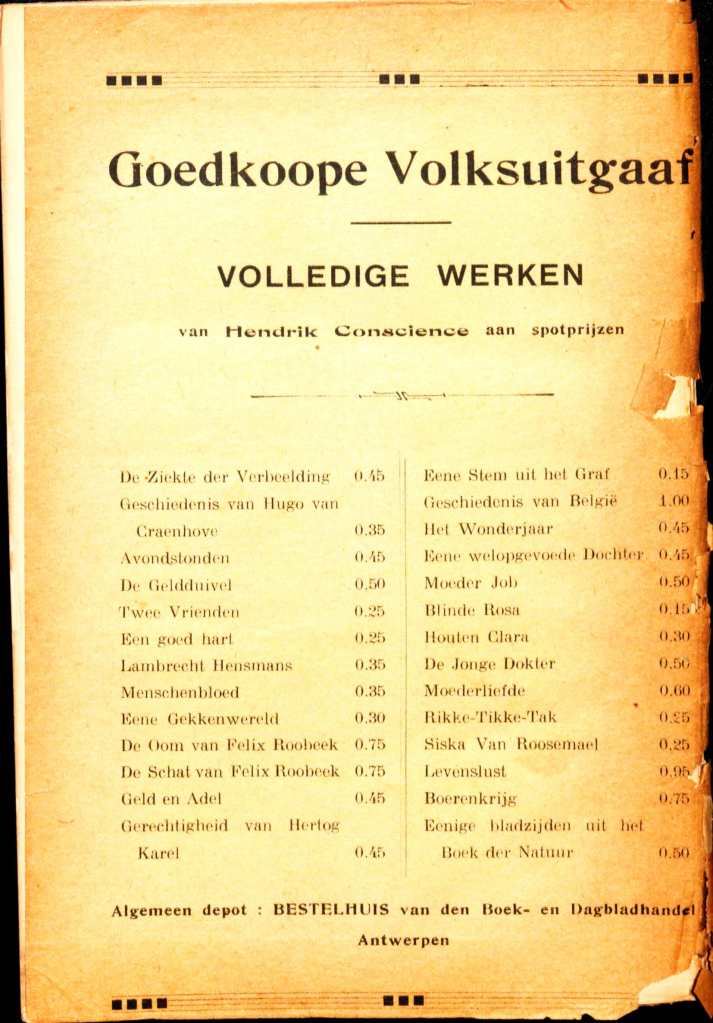 Goedkoope Volksuitgaaf
VOLLEDIGE WERKEN
van Hendrik Conscience aan spotprijzen
De Ziekte der Verbeelding 0.45
Geschiedenis van Hugo van
Craenhove 0.35
Avondstonden 0.45
De Geldduivel 0.50
Twee Vrienden 0.25
Een goed hart 0.25
Lambrecht Hensmans 0.35
Menschenbloed 0.35
Eene Gekkenwereld 0.30
De Oom van Felix Roobeek 0.75
De Schat van Felix Roobeek 0.75
Geld en Adel 0.45
Gerechtigheid van Hertog
Karel 0.45
Eene Stem uit het Graf 0.15
Geschiedenis van België 1.00
Het Wonderjaar 0.45
Eene welopgevoede Dochter 0.45
Moeder Job 0.50
Blinde Rosa 0.15
Houten Clara 0.30
De Jonge Dokter 0.50
Moederliefde 0.60
Rikke-Tikke-Tak 0.25
Siska Van Roosemael 0.25
Levenslust 0.95
Boerenkrijg 0.75
Eenige bladzijden uit het
Boek der Natuur 0.50
Algemeen depot : BESTELHUIS van den Boek- en Dagbladhandel
Antwerpen